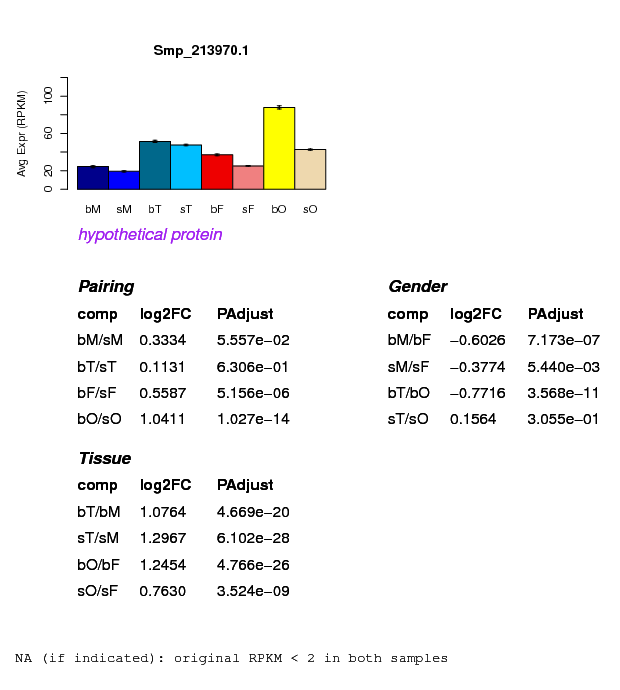 Smp_213970.1
Avg Expr (RPKM)
100
60
20
0
bM sM bT sT bF sF bO sO
hypothetical protein
Pairing
comp log2FC PAdjust
bM/sM 0.3334 5.557e−02
bT/sT 0.1131 6.306e−01
bF/sF 0.5587 5.156e−06
bO/sO 1.0411 1.027e−14
Gender
comp log2FC PAdjust
bM/bF −0.6026 7.173e−07
sM/sF −0.3774 5.440e−03
bT/bO −0.7716 3.568e−11
sT/sO 0.1564 3.055e−01
Tissue
comp log2FC PAdjust
bT/bM 1.0764 4.669e−20
sT/sM 1.2967 6.102e−28
bO/bF 1.2454 4.766e−26
sO/sF 0.7630 3.524e−09
NA (if indicated): original RPKM < 2 in both samples